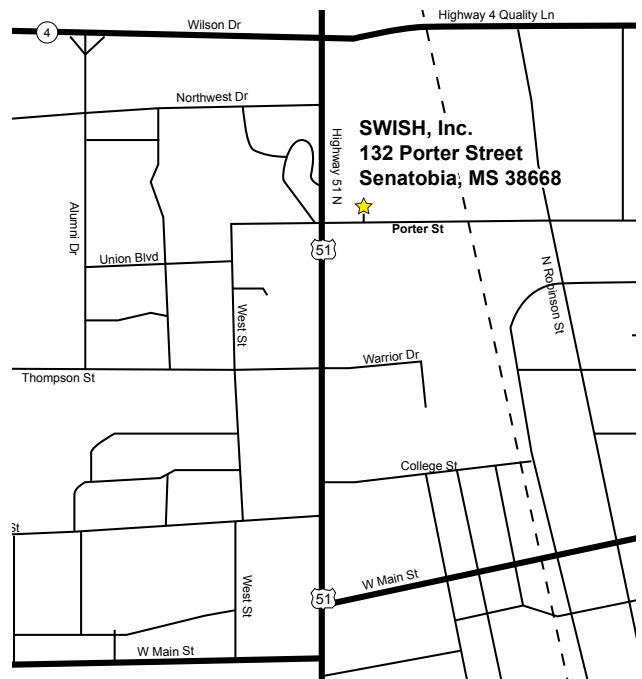 Highway 4 Quality Ln
Wilson Dr
4
Northwest Dr
Highway 51 N
SWISH, Inc.
132 Porter Street
Senatobia, MS 38668
Alumni Dr
Porter St
51
Union Blvd
N Robinson St
West St
Warrior Dr
Thompson St
College St
St
W Main St
51
West St
W Main St